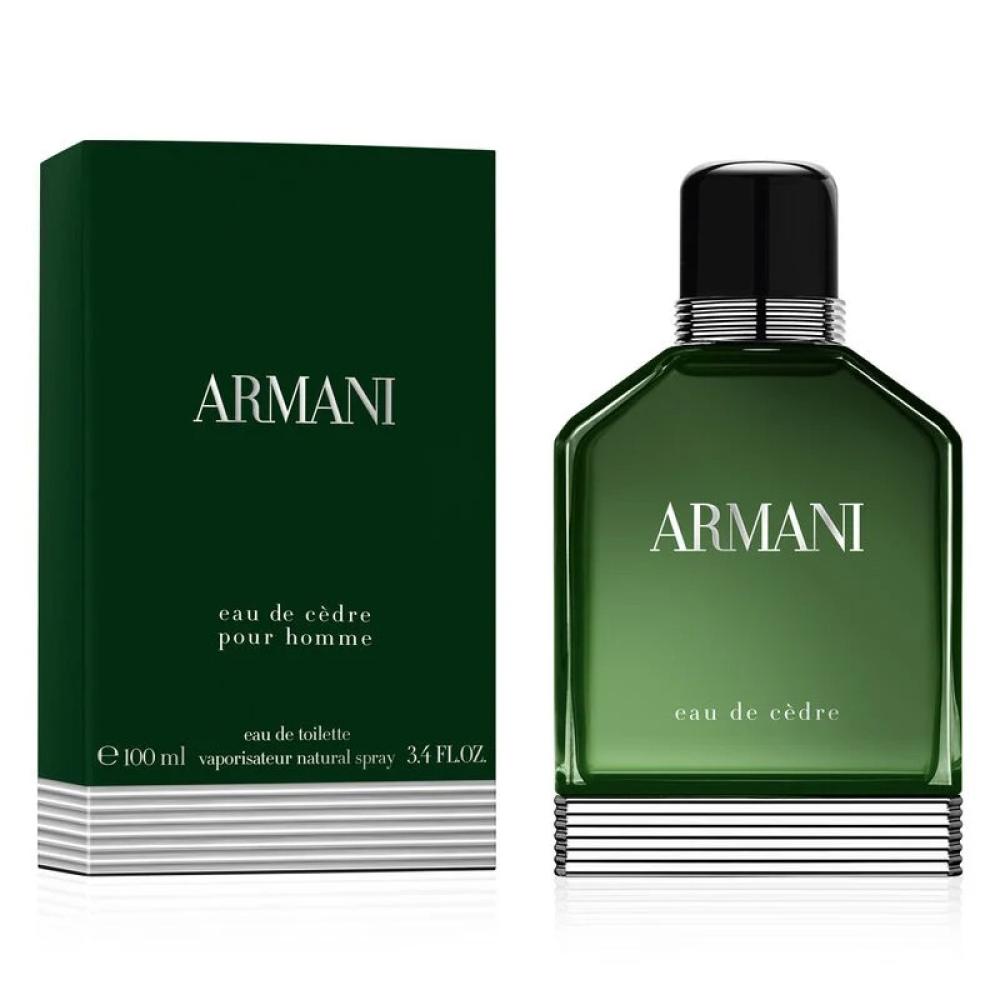 ARMANI
eau de cèdre
pour homme
eau de toilette
℮ 100 ml vaporisateur natural spray 3.4 FL.OZ.
ARMANI
eau de cèdre